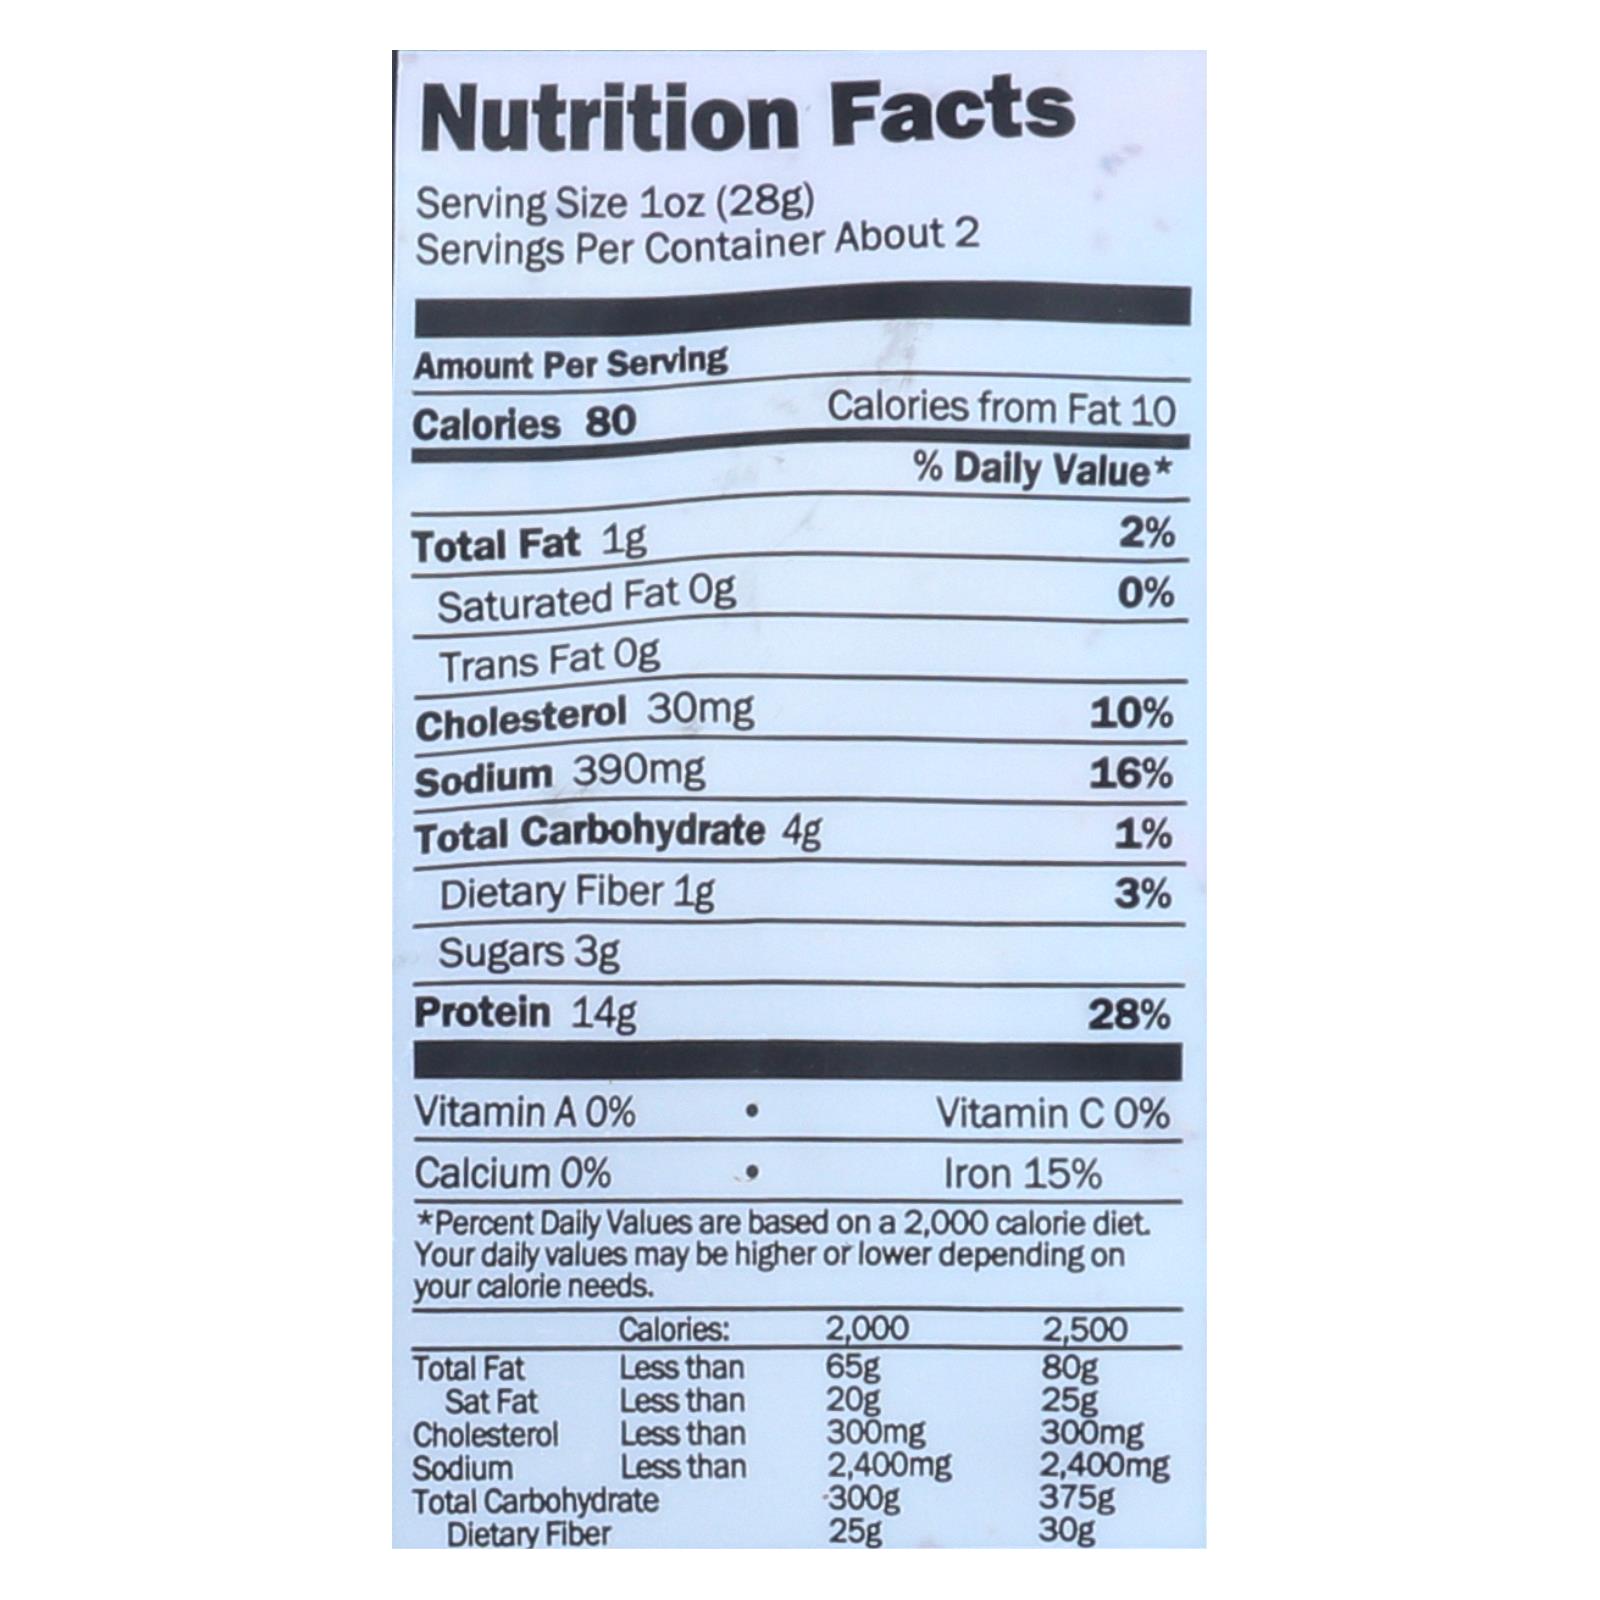 Nutrition Facts
Serving Size 1oz (28g)
Servings Per Container About 2
Amount Per Serving
Calories 80 Calories from Fat 10
% Daily Value*
Total Fat 1g 2%
Saturated Fat 0g 0%
Trans Fat 0g
Cholesterol 30mg 10%
Sodium 390mg 16%
Total Carbohydrate 4g 1%
Dietary Fiber 1g 3%
Sugars 3g
Protein 14g 28%
Vitamin A 0% • Vitamin C 0%
Calcium 0% • Iron 15%
*Percent Daily Values are based on a 2,000 calorie diet.
Your daily values may be higher or lower depending on
your calorie needs.
Calories: 2,000 2,500
Total Fat Less than 65g 80g
Sat Fat Less than 20g 25g
Cholesterol Less than 300mg 300mg
Sodium Less than 2,400mg 2,400mg
Total Carbohydrate 300g 375g
Dietary Fiber 25g 30g